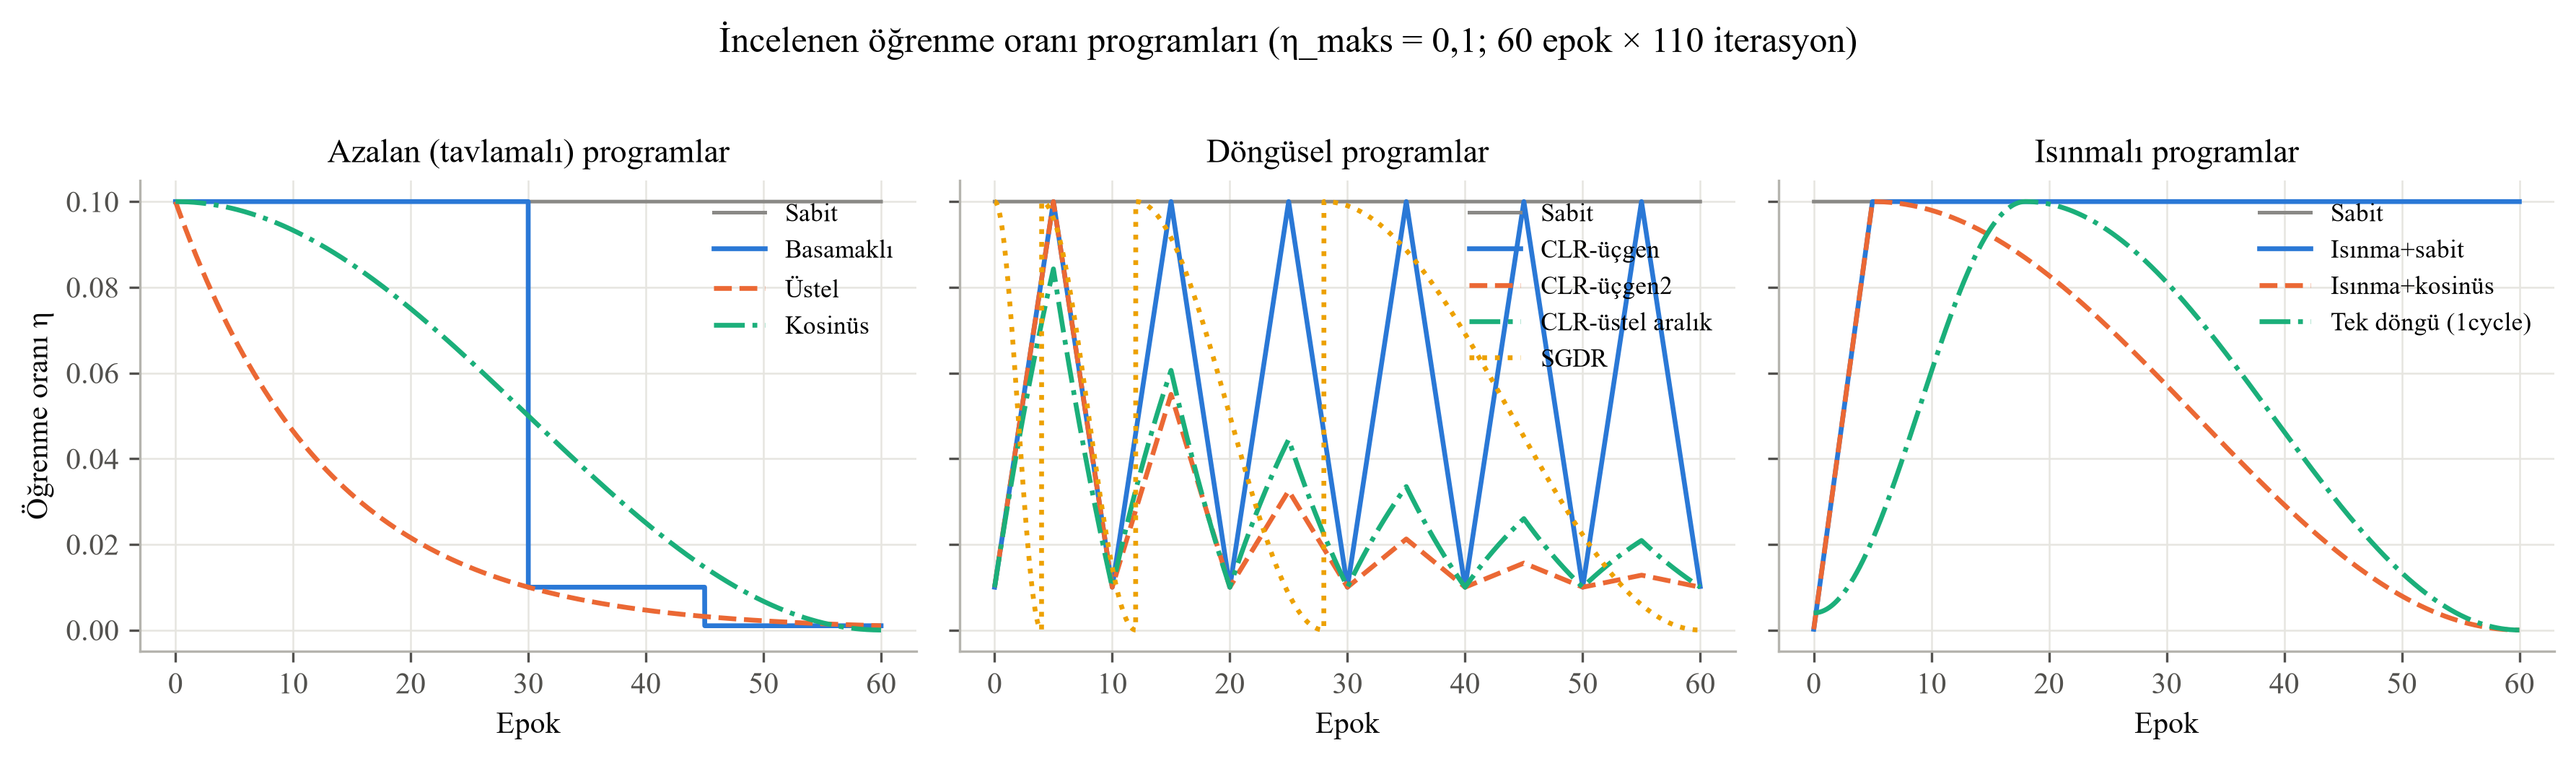 İncelenen öğrenme oranı programları (η_maks = 0,1; 60 epok × 110 iterasyon)
Azalan (tavlamalı) programlar
Öğrenme oranı η
0.10
0.08
0.06
0.04
0.02
0.00
Sabit
Basamaklı
Üstel
Kosinüs
0 10 20 30 40 50 60
Epok
Döngüsel programlar
Sabit
CLR-üçgen
CLR-üçgen2
CLR-üstel aralık
SGDR
0 10 20 30 40 50 60
Epok
Isınmalı programlar
Sabit
Isınma+sabit
Isınma+kosinüs
Tek döngü (1cycle)
0 10 20 30 40 50 60
Epok